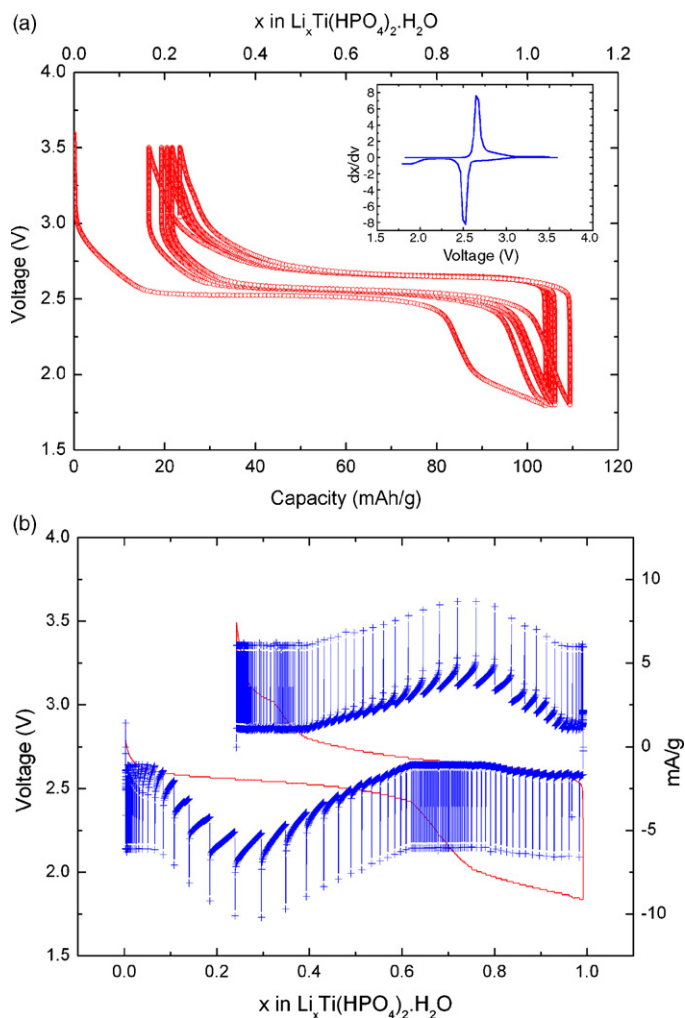 (a)
x in LiₓTi(HPO₄)₂.H₂O
0.0 0.2 0.4 0.6 0.8 1.0 1.2
4.0
3.5
3.0
2.5
2.0
1.5
Voltage (V)
8
6
4
2
0
-2
-4
-6
-8
dx/dv
1.5 2.0 2.5 3.0 3.5 4.0
Voltage (V)
0 20 40 60 80 100 120
Capacity (mAh/g)
(b)
4.0
3.5
3.0
2.5
2.0
1.5
Voltage (V)
10
5
0
-5
-10
mA/g
0.0 0.2 0.4 0.6 0.8 1.0
x in LiₓTi(HPO₄)₂.H₂O